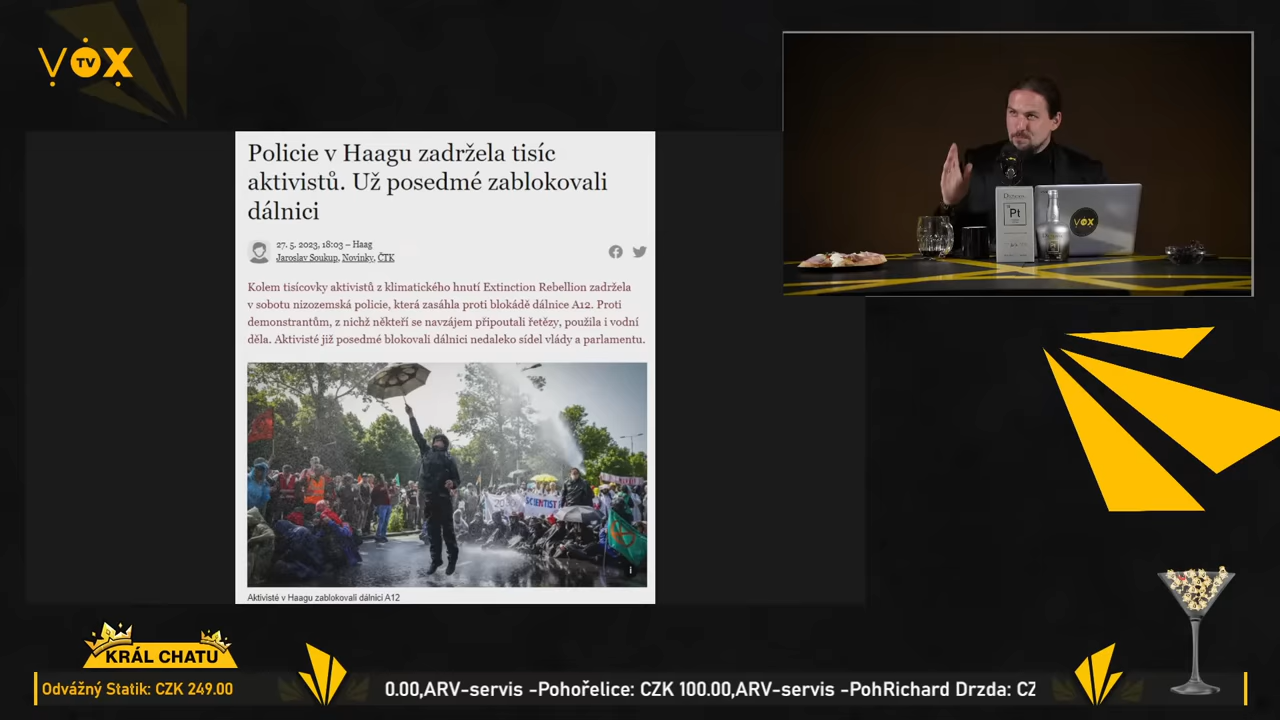 VOX
TV
Policie v Haagu zadržela tisíc
aktivistů. Už posedmé zablokovali
dálnici
27. 5. 2023, 18:03 – Haag
Jaroslav Soukup, Novinky, ČTK
Kolem tisícovky aktivistů z klimatického hnutí Extinction Rebellion zadržela
v sobotu nizozemská policie, která zasáhla proti blokádě dálnice A12. Proti
demonstrantům, z nichž někteří se navzájem připoutali řetězy, použila i vodní
děla. Aktivisté již posedmé blokovali dálnici nedaleko sídel vlády a parlamentu.
SCIENTIST
i
Aktivisté v Haagu zablokovali dálnici A12
Pt
VOX
KRÁL CHATU
Odvážný Statik: CZK 249.00
0.00,ARV-servis -Pohořelice: CZK 100.00,ARV-servis -PohRichard Drzda: CZ